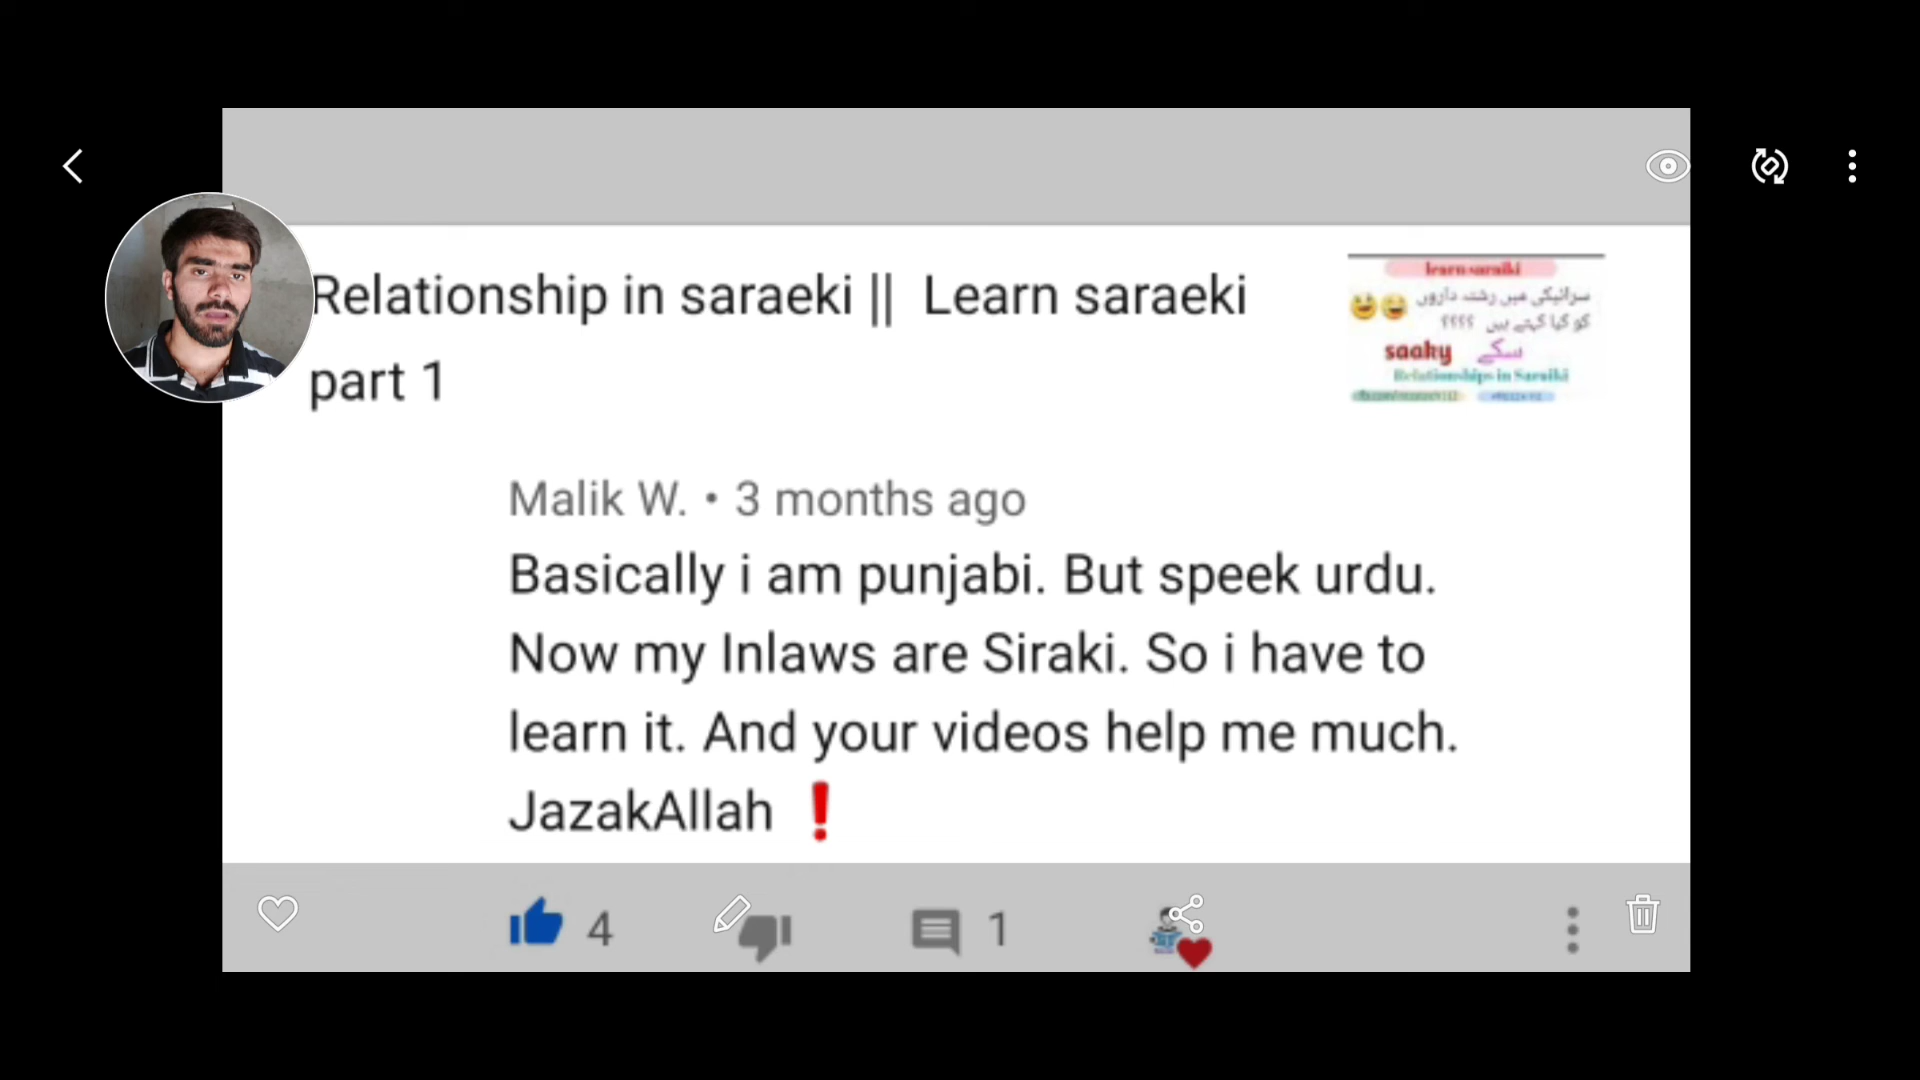 Relationship in saraeki || Learn saraeki
part 1
learn saraiki
سرائیکی میں رشتہ داروں
کو کیا کہتے ہیں ؟؟؟؟
saaky سکے
Relationships in Saraiki
Malik W. • 3 months ago
Basically i am punjabi. But speek urdu.
Now my Inlaws are Siraki. So i have to
learn it. And your videos help me much.
JazakAllah ❗
4 1